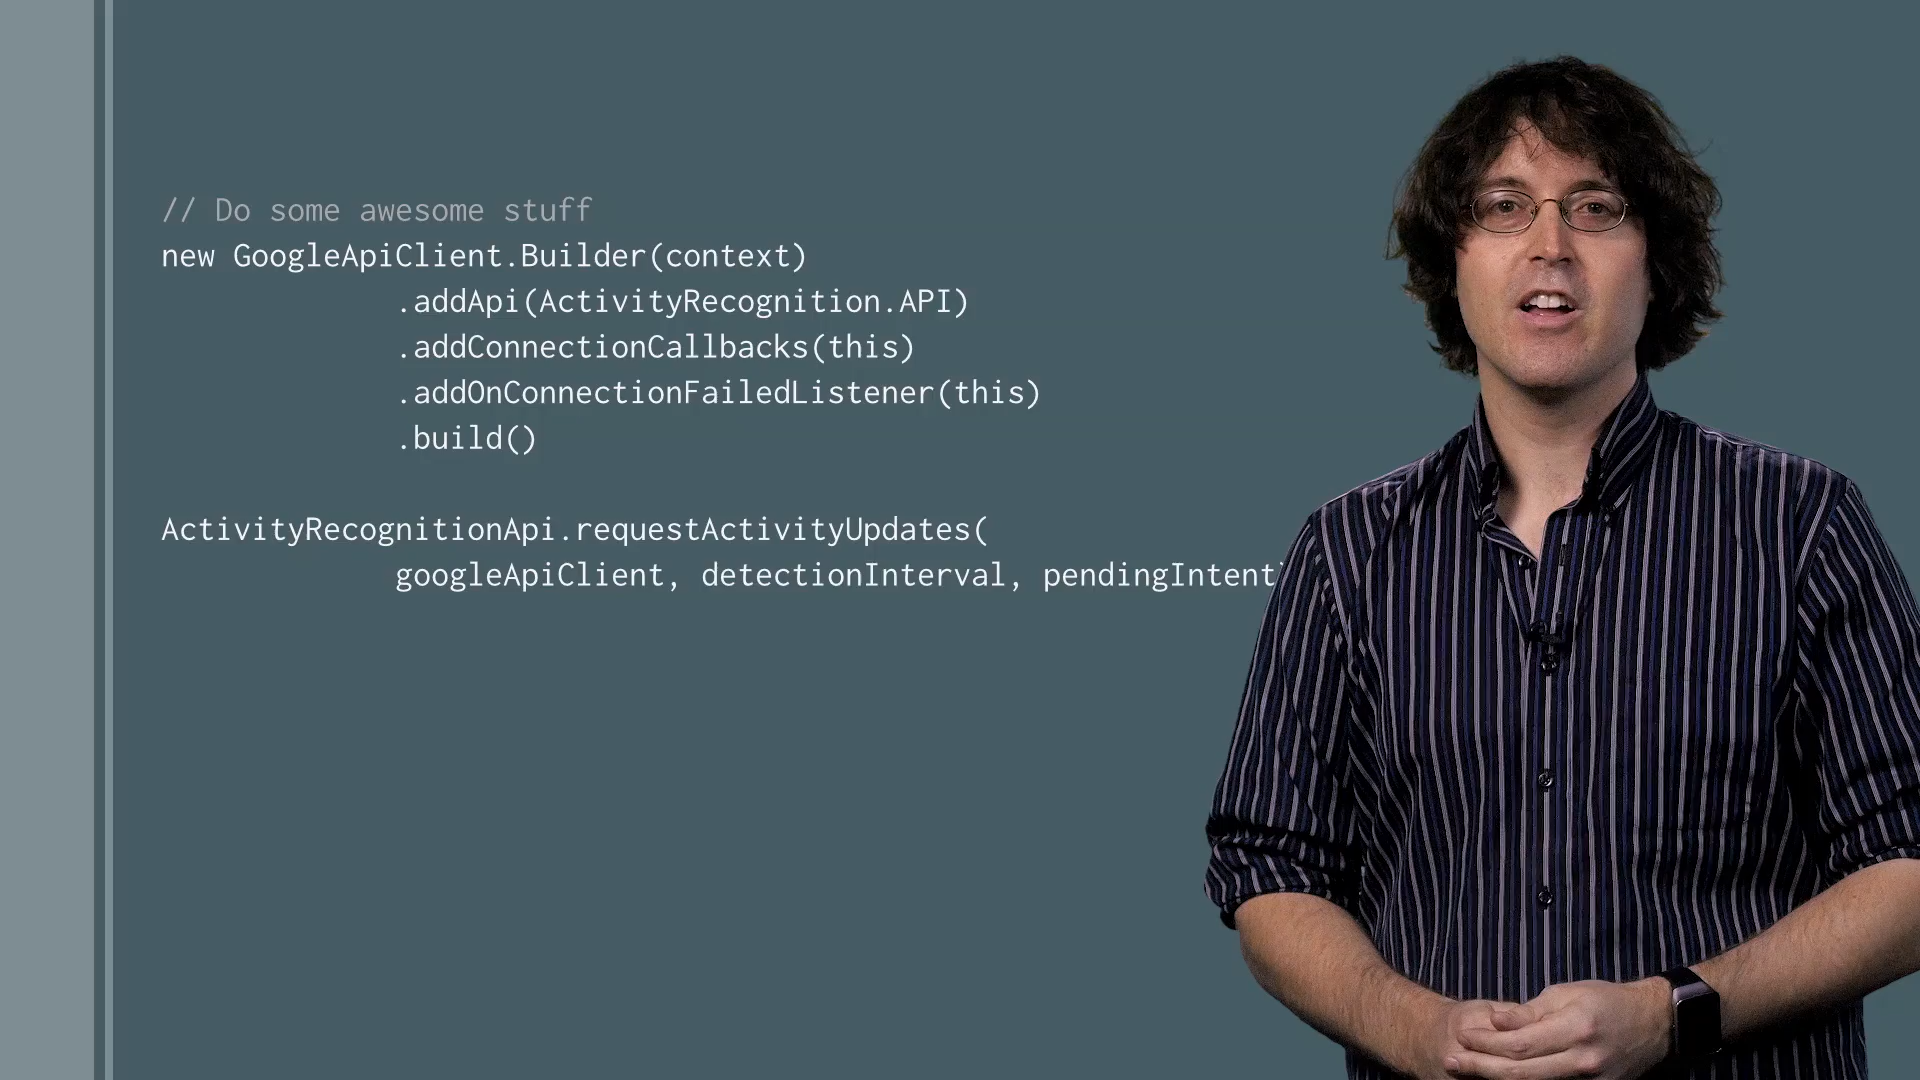 // Do some awesome stuff
new GoogleApiClient.Builder(context)
.addApi(ActivityRecognition.API)
.addConnectionCallbacks(this)
.addOnConnectionFailedListener(this)
.build()
ActivityRecognitionApi.requestActivityUpdates(
googleApiClient, detectionInterval, pendingIntent)